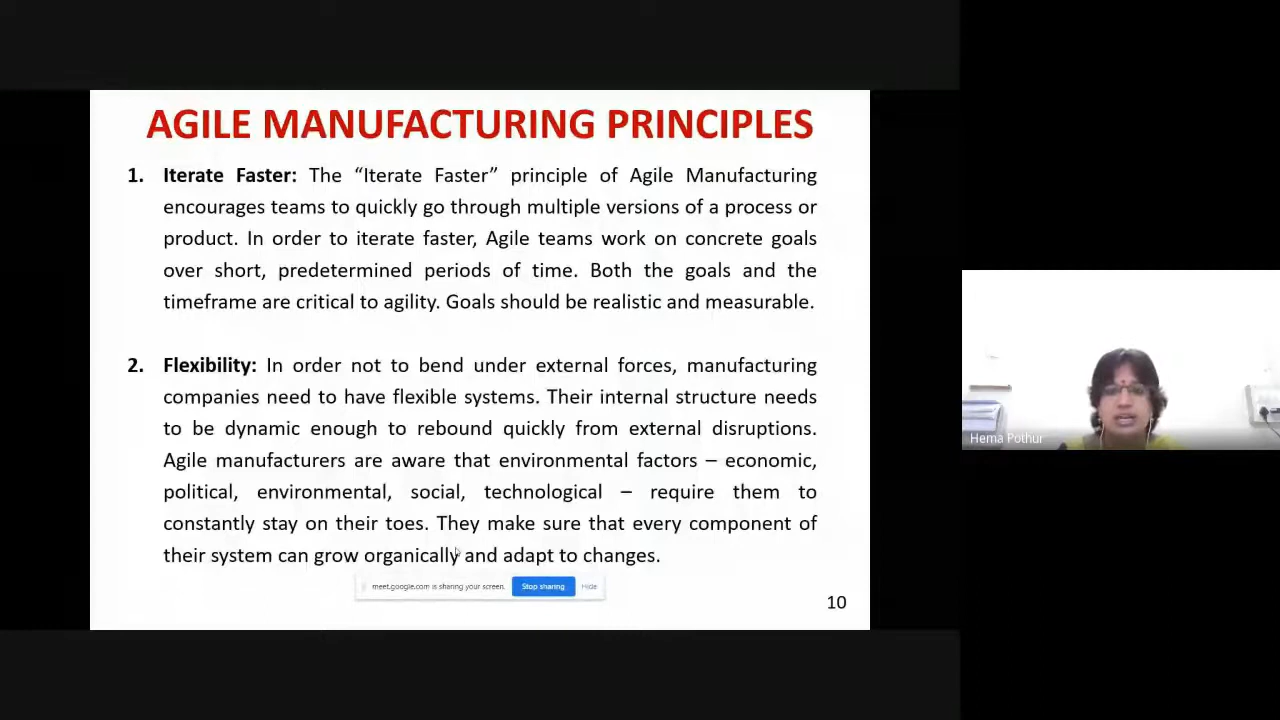 AGILE MANUFACTURING PRINCIPLES
1. Iterate Faster: The “Iterate Faster” principle of Agile Manufacturing
encourages teams to quickly go through multiple versions of a process or
product. In order to iterate faster, Agile teams work on concrete goals
over short, predetermined periods of time. Both the goals and the
timeframe are critical to agility. Goals should be realistic and measurable.
2. Flexibility: In order not to bend under external forces, manufacturing
companies need to have flexible systems. Their internal structure needs
to be dynamic enough to rebound quickly from external disruptions.
Agile manufacturers are aware that environmental factors – economic,
political, environmental, social, technological – require them to
constantly stay on their toes. They make sure that every component of
their system can grow organically and adapt to changes.
meet.google.com is sharing your screen. Stop sharing Hide
10
Hema Pothur